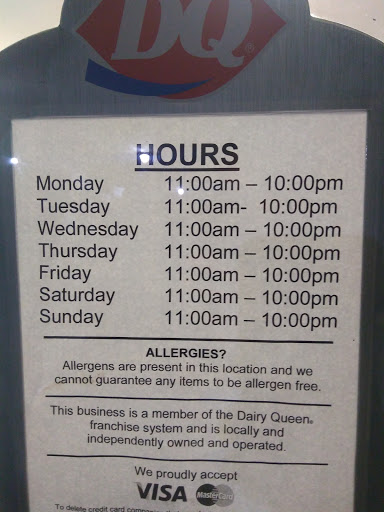 DQ®
HOURS
Monday 11:00am – 10:00pm
Tuesday 11:00am- 10:00pm
Wednesday 11:00am – 10:00pm
Thursday 11:00am – 10:00pm
Friday 11:00am – 10:00pm
Saturday 11:00am – 10:00pm
Sunday 11:00am – 10:00pm
ALLERGIES?
Allergens are present in this location and we
cannot guarantee any items to be allergen free.
This business is a member of the Dairy Queen®
franchise system and is locally and
independently owned and operated.
We proudly accept
VISA MasterCard
To delete credit card